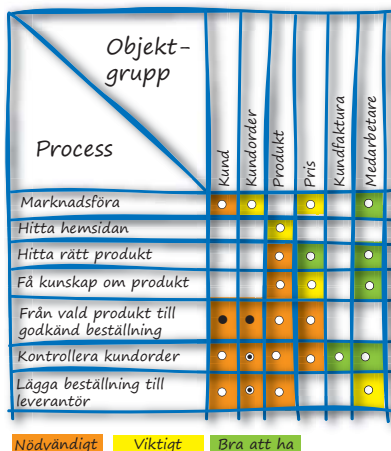 Objekt-
grupp
Process
Kund
Kundorder
Produkt
Pris
Kundfaktura
Medarbetare
Marknadsföra
Hitta hemsidan
Hitta rätt produkt
Få kunskap om produkt
Från vald produkt till
godkänd beställning
Kontrollera kundorder
Lägga beställning till
leverantör
Nödvändigt
Viktigt
Bra att ha